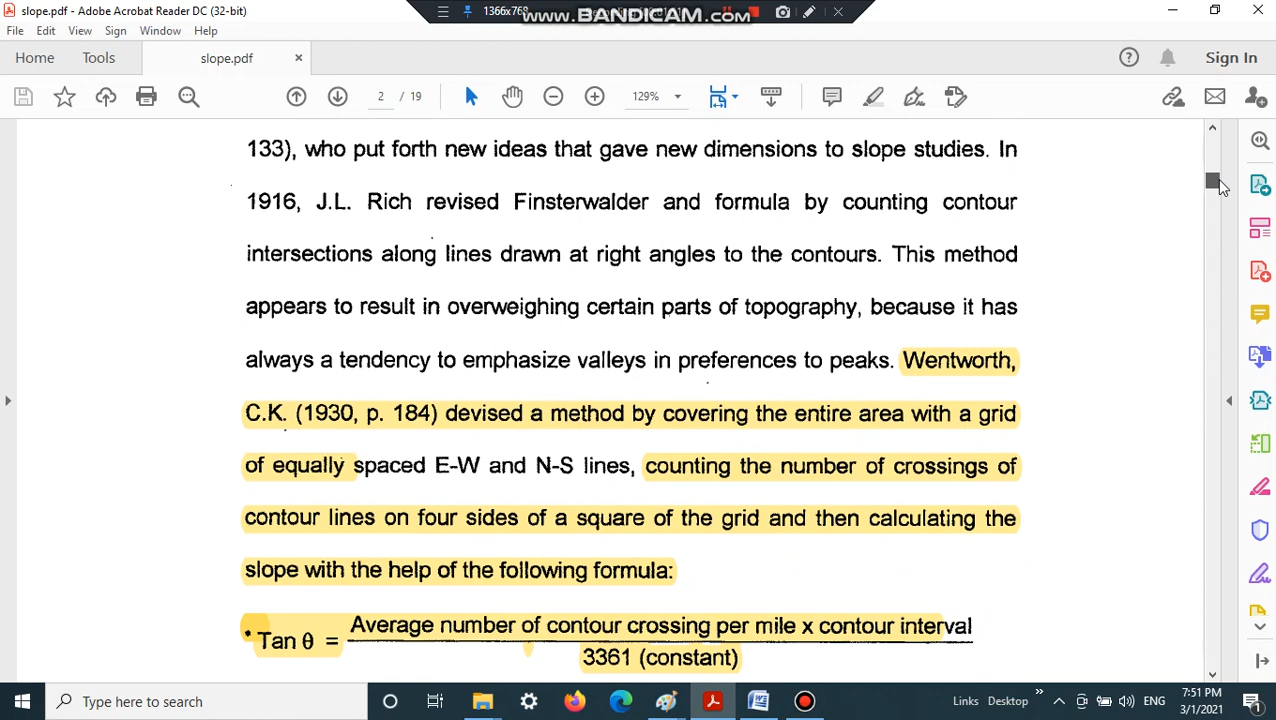 slope.pdf - Adobe Acrobat Reader DC (32-bit)
1366x768
www.BANDICAM.com
File Edit View Sign Window Help
Home Tools slope.pdf × Sign In
2 / 19 129%
133), who put forth new ideas that gave new dimensions to slope studies. In
1916, J.L. Rich revised Finsterwalder and formula by counting contour
intersections along lines drawn at right angles to the contours. This method
appears to result in overweighing certain parts of topography, because it has
always a tendency to emphasize valleys in preferences to peaks. Wentworth,
C.K. (1930, p. 184) devised a method by covering the entire area with a grid
of equally spaced E-W and N-S lines, counting the number of crossings of
contour lines on four sides of a square of the grid and then calculating the
slope with the help of the following formula:
Average number of contour crossing per mile x contour interval
Tan θ =
3361 (constant)
Type here to search
Links Desktop » ENG
7:51 PM
3/1/2021